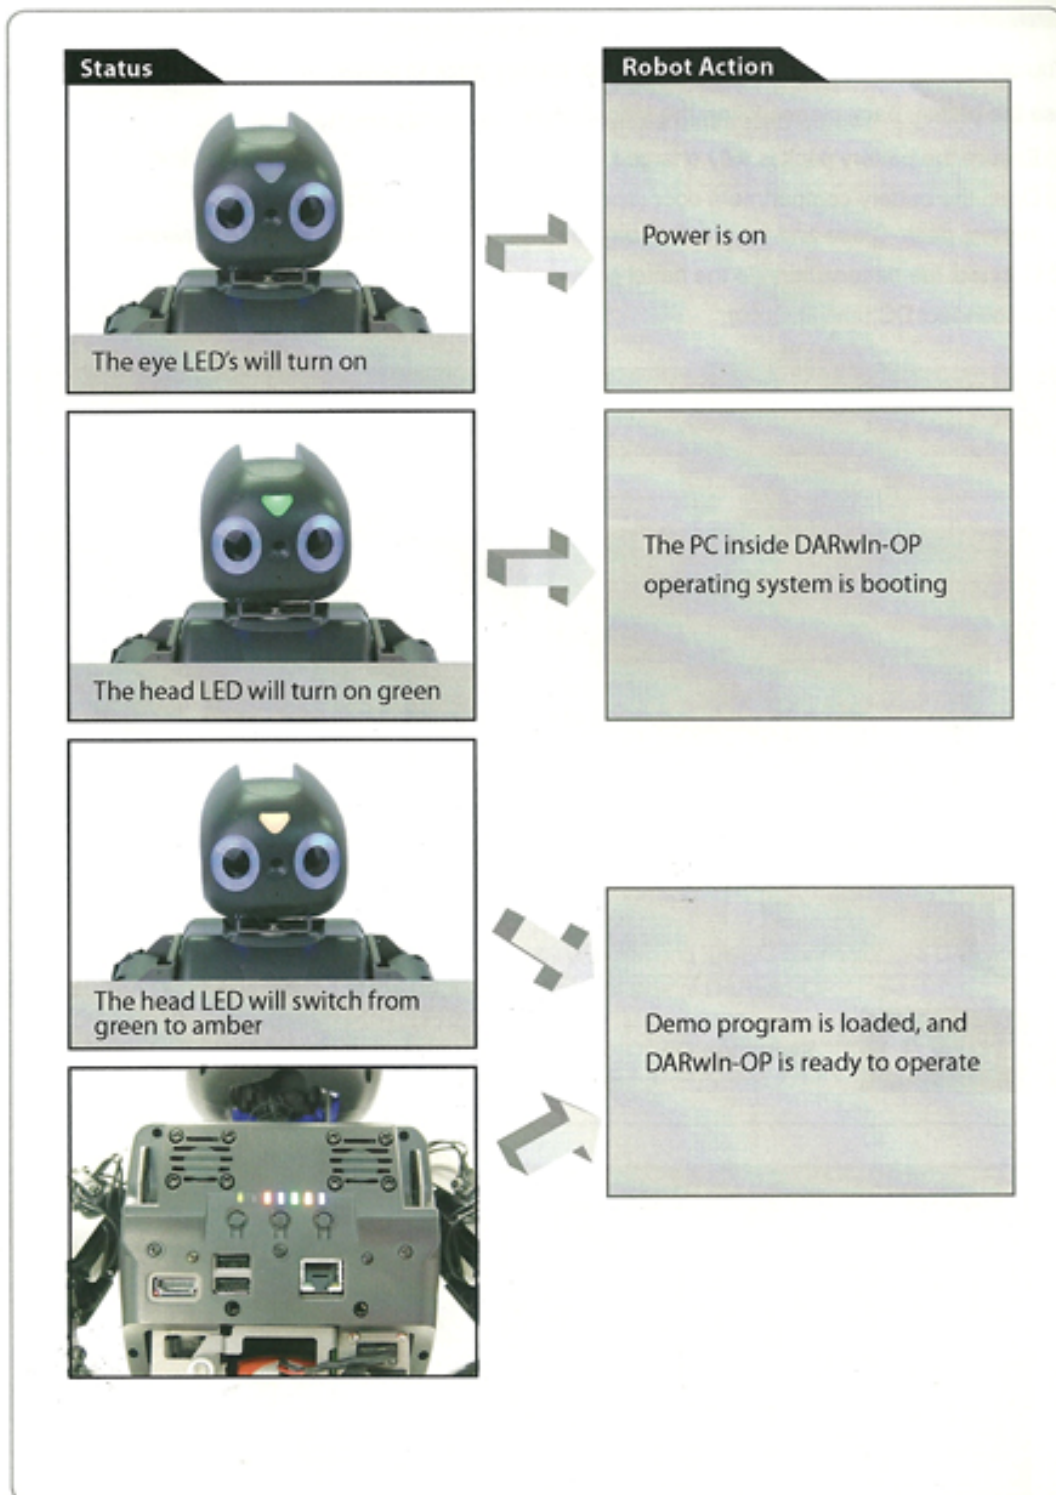 Status
Robot Action
The eye LED's will turn on
Power is on
The head LED will turn on green
The PC inside DARwIn-OP
operating system is booting
The head LED will switch from
green to amber
Demo program is loaded, and
DARwIn-OP is ready to operate